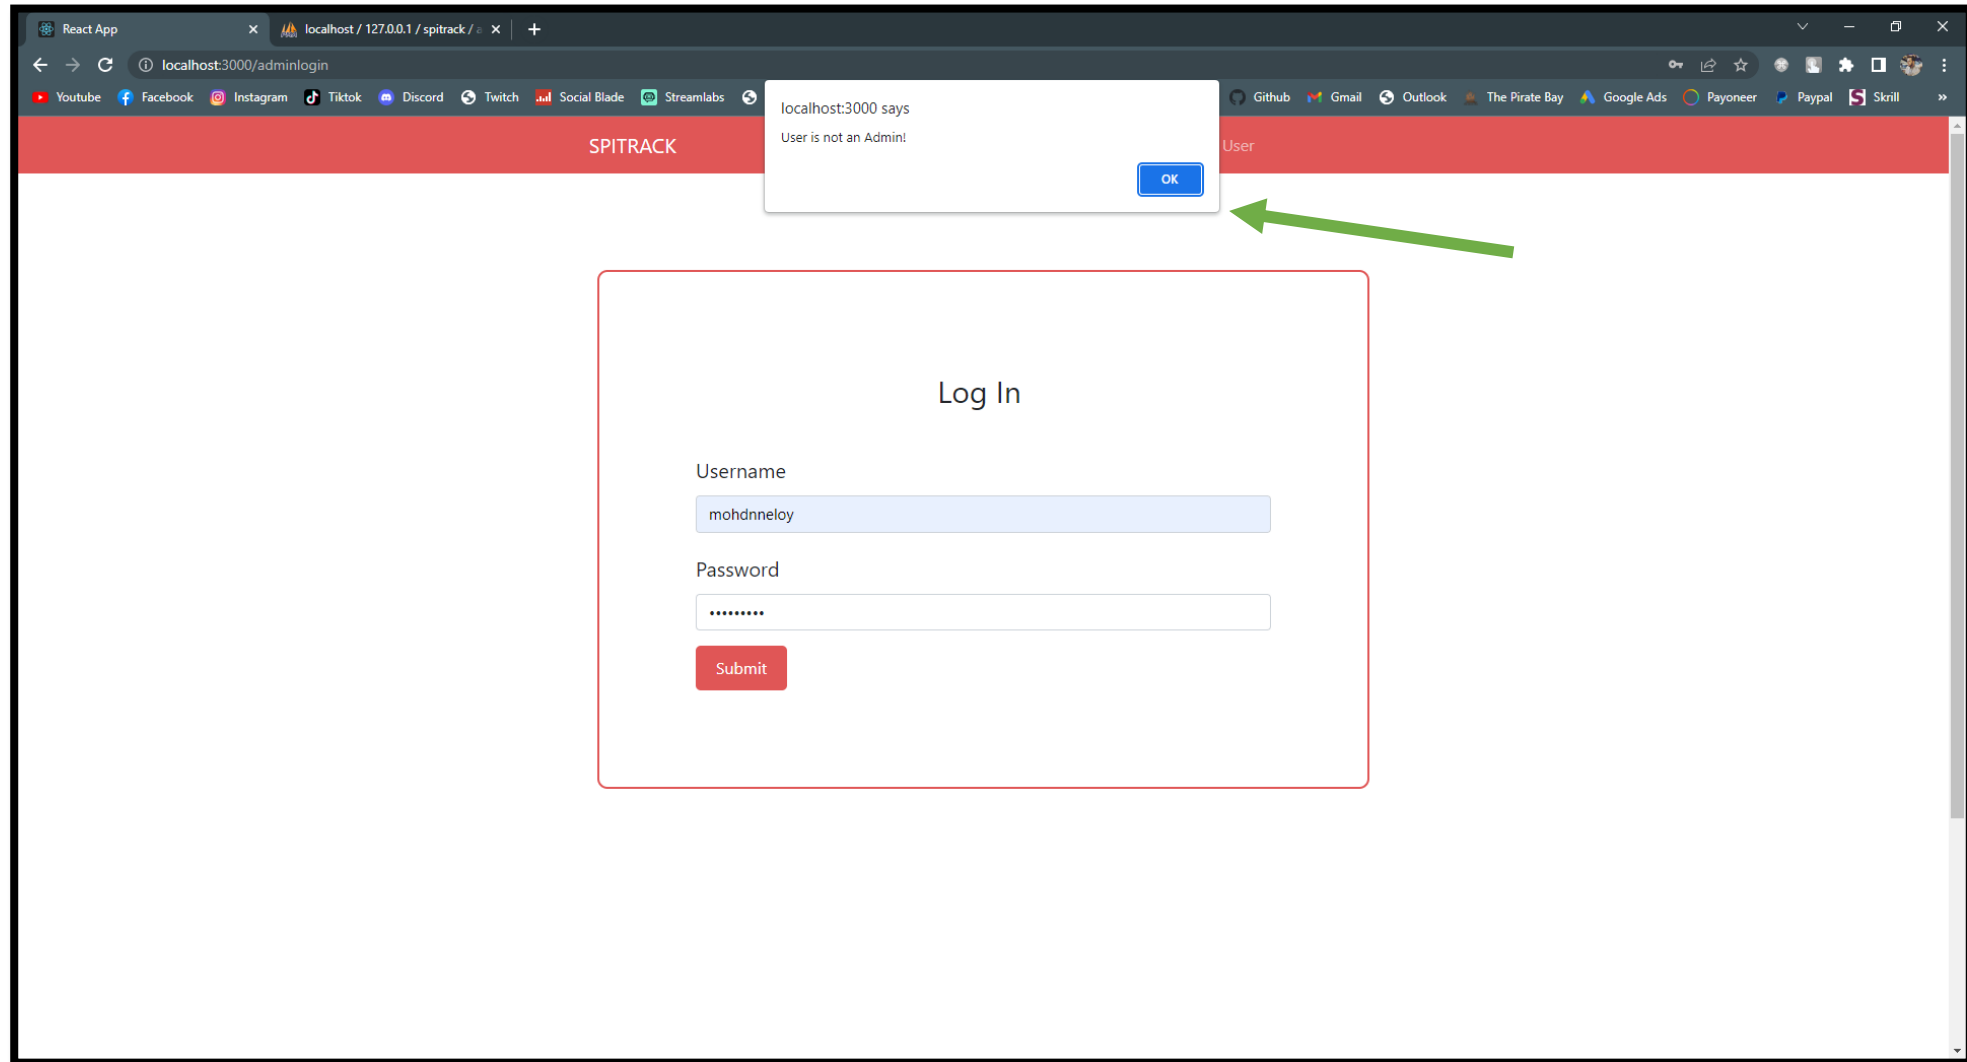 React App
localhost / 127.0.0.1 / spitrack / a
localhost:3000/adminlogin
Youtube Facebook Instagram Tiktok Discord Twitch Social Blade Streamlabs Github Gmail Outlook The Pirate Bay Google Ads Payoneer Paypal Skrill »
localhost:3000 says
User is not an Admin!
OK
SPITRACK User
Log In
Username
mohdnneloy
Password
•••••••••
Submit